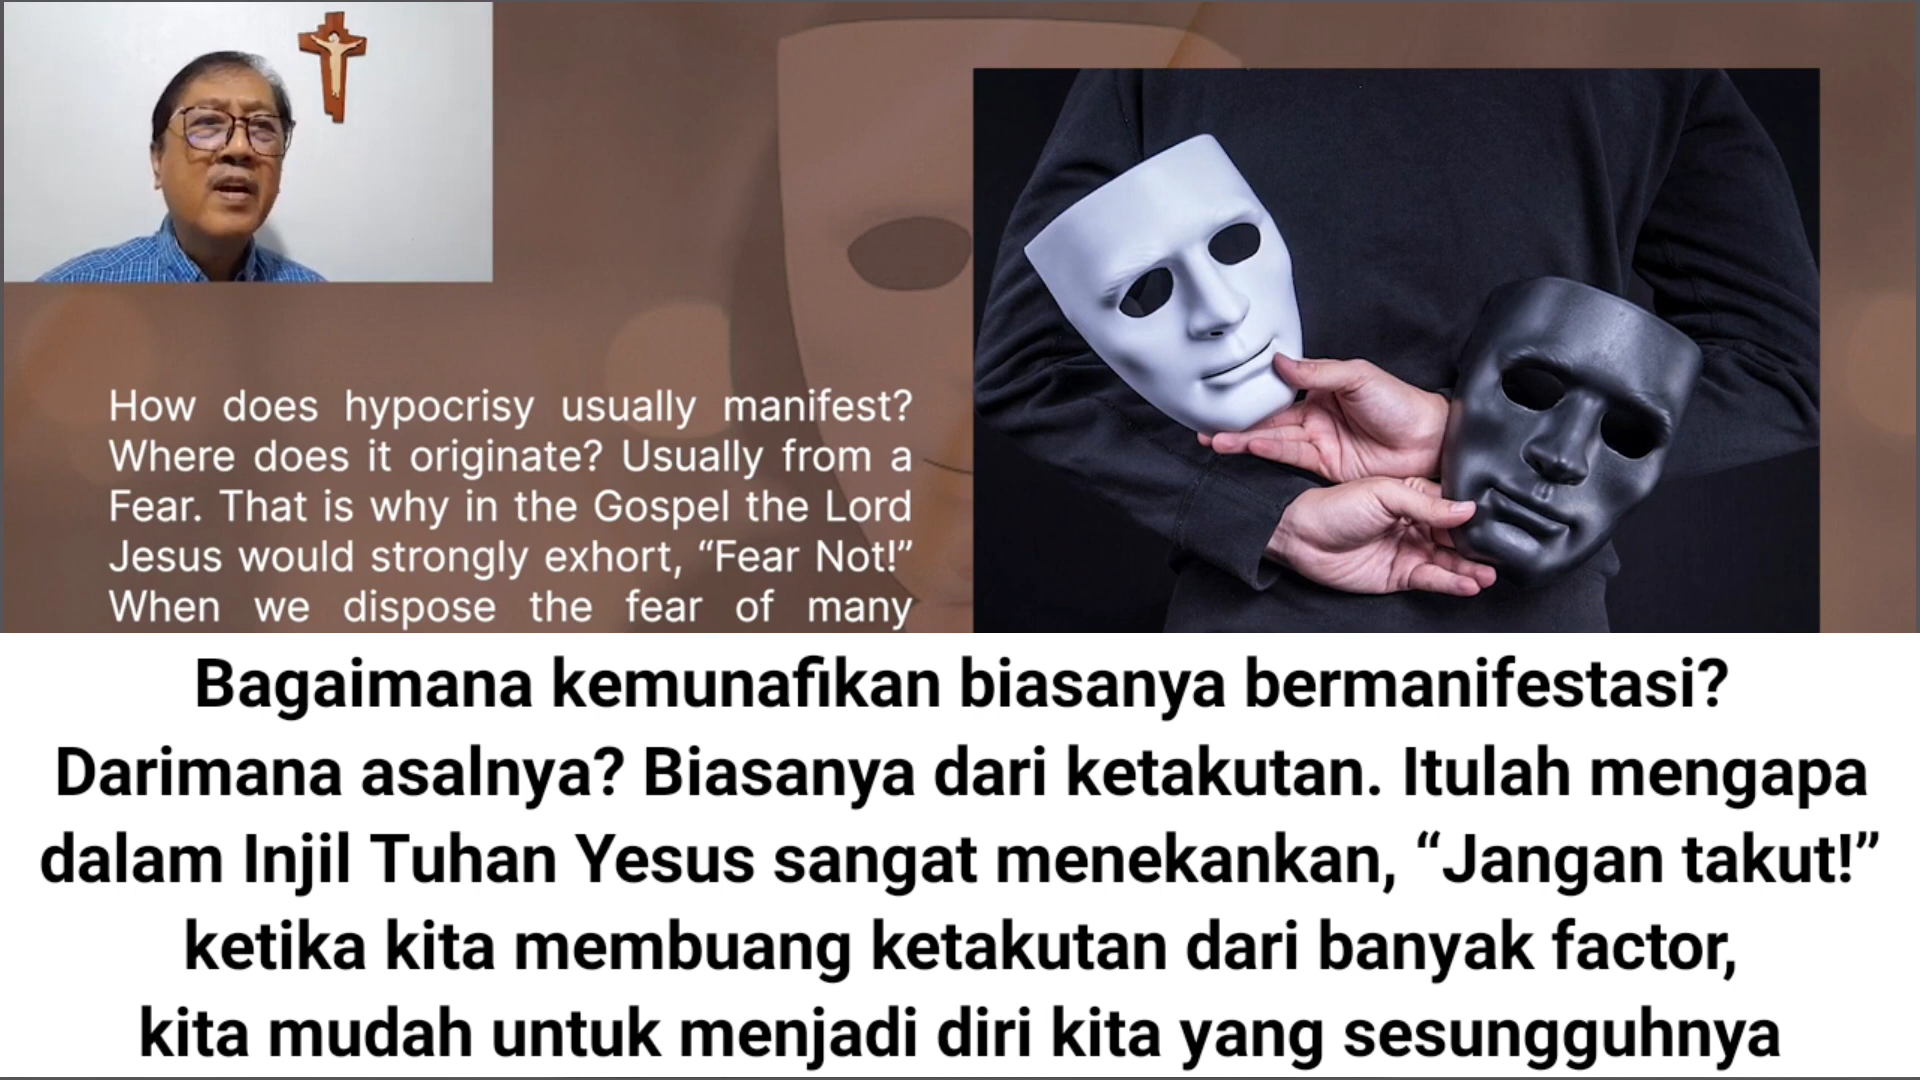 How does hypocrisy usually manifest?
Where does it originate? Usually from a
Fear. That is why in the Gospel the Lord
Jesus would strongly exhort, “Fear Not!”
When we dispose the fear of many
Bagaimana kemunafikan biasanya bermanifestasi?
Darimana asalnya? Biasanya dari ketakutan. Itulah mengapa
dalam Injil Tuhan Yesus sangat menekankan, “Jangan takut!”
ketika kita membuang ketakutan dari banyak factor,
kita mudah untuk menjadi diri kita yang sesungguhnya